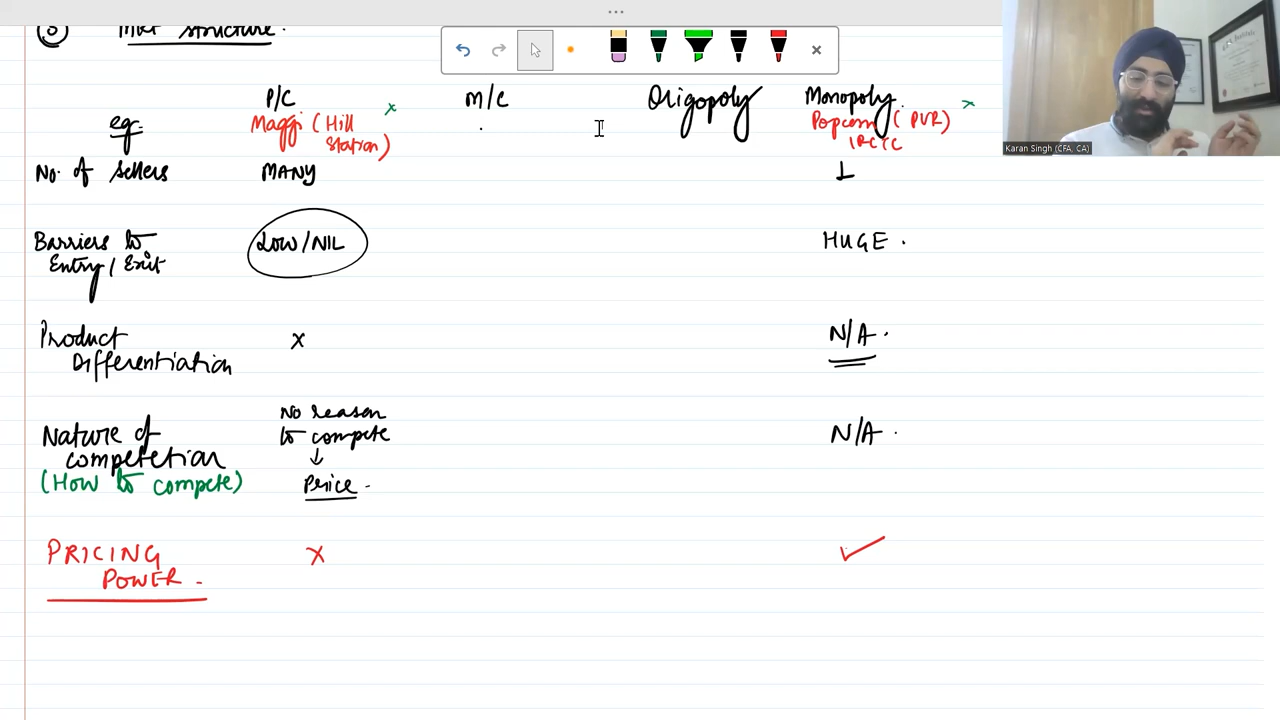 ③ Mkt structure.
P/C M/C Oligopoly Monopoly
eg. Maggi (Hill Station) x Popcorn (PVR) x
IRCTC
No. of sellers MANY 1
Barriers to Entry/Exit LOW/NIL HUGE.
Product Differentiation x N/A.
Nature of competetion No reason to compete N/A.
(How to compete) ↓ Price.
PRICING POWER. x ✓
Karan Singh (CFA, CA)